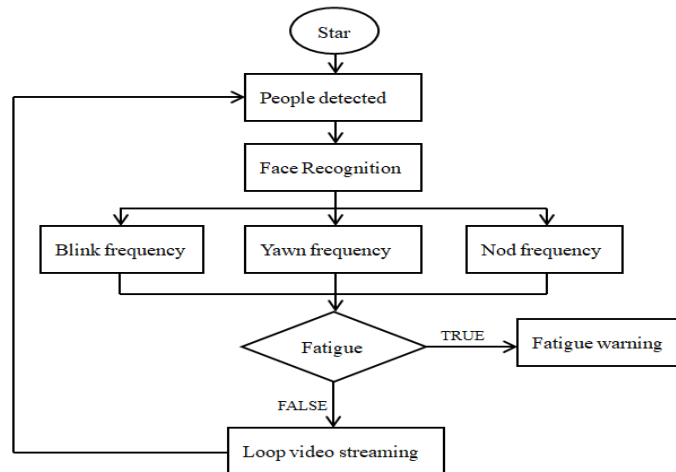 Star
People detected
Face Recognition
Blink frequency
Yawn frequency
Nod frequency
Fatigue
TRUE
Fatigue warning
FALSE
Loop video streaming